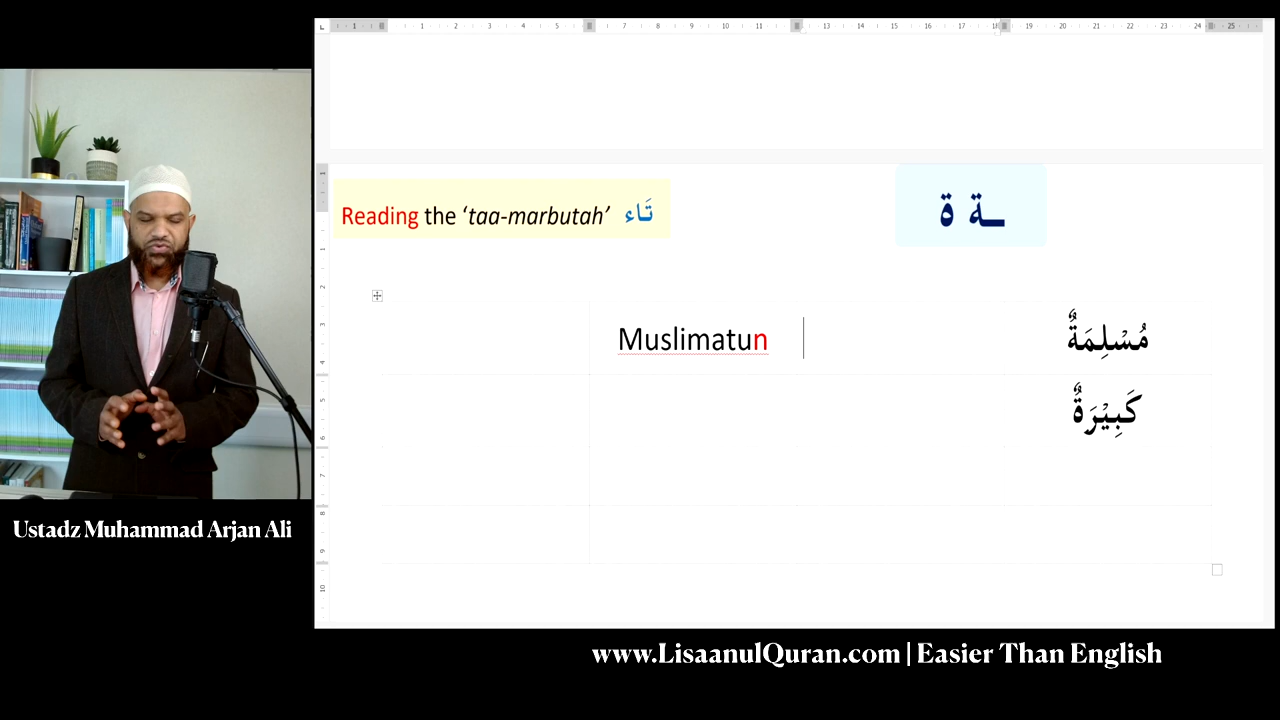 Reading the ‘taa-marbutah’ تَاء
ـة ة
Muslimatun
مُسْلِمَةٌ
كَبِيْرَةٌ
Ustadz Muhammad Arjan Ali
www.LisaanulQuran.com | Easier Than English